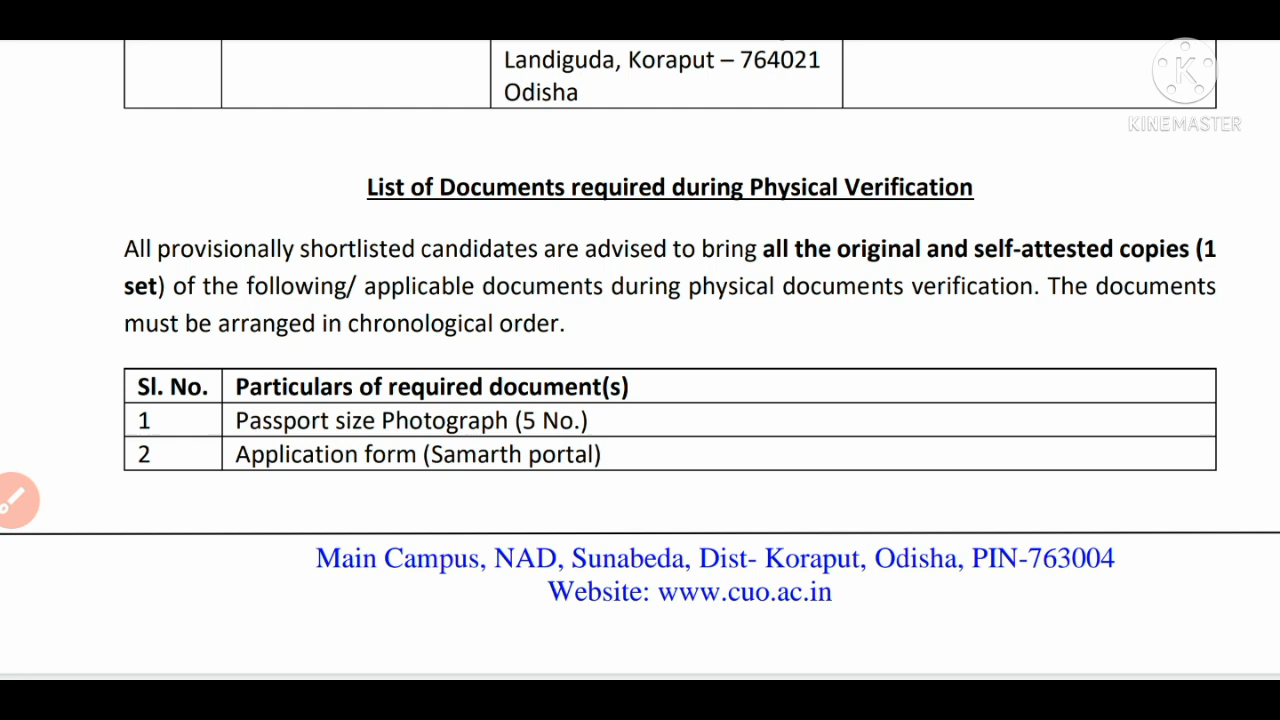 Landiguda, Koraput – 764021
Odisha
KINEMASTER
List of Documents required during Physical Verification
All provisionally shortlisted candidates are advised to bring all the original and self-attested copies (1
set) of the following/ applicable documents during physical documents verification. The documents
must be arranged in chronological order.
Sl. No. Particulars of required document(s)
1 Passport size Photograph (5 No.)
2 Application form (Samarth portal)
Main Campus, NAD, Sunabeda, Dist- Koraput, Odisha, PIN-763004
Website: www.cuo.ac.in